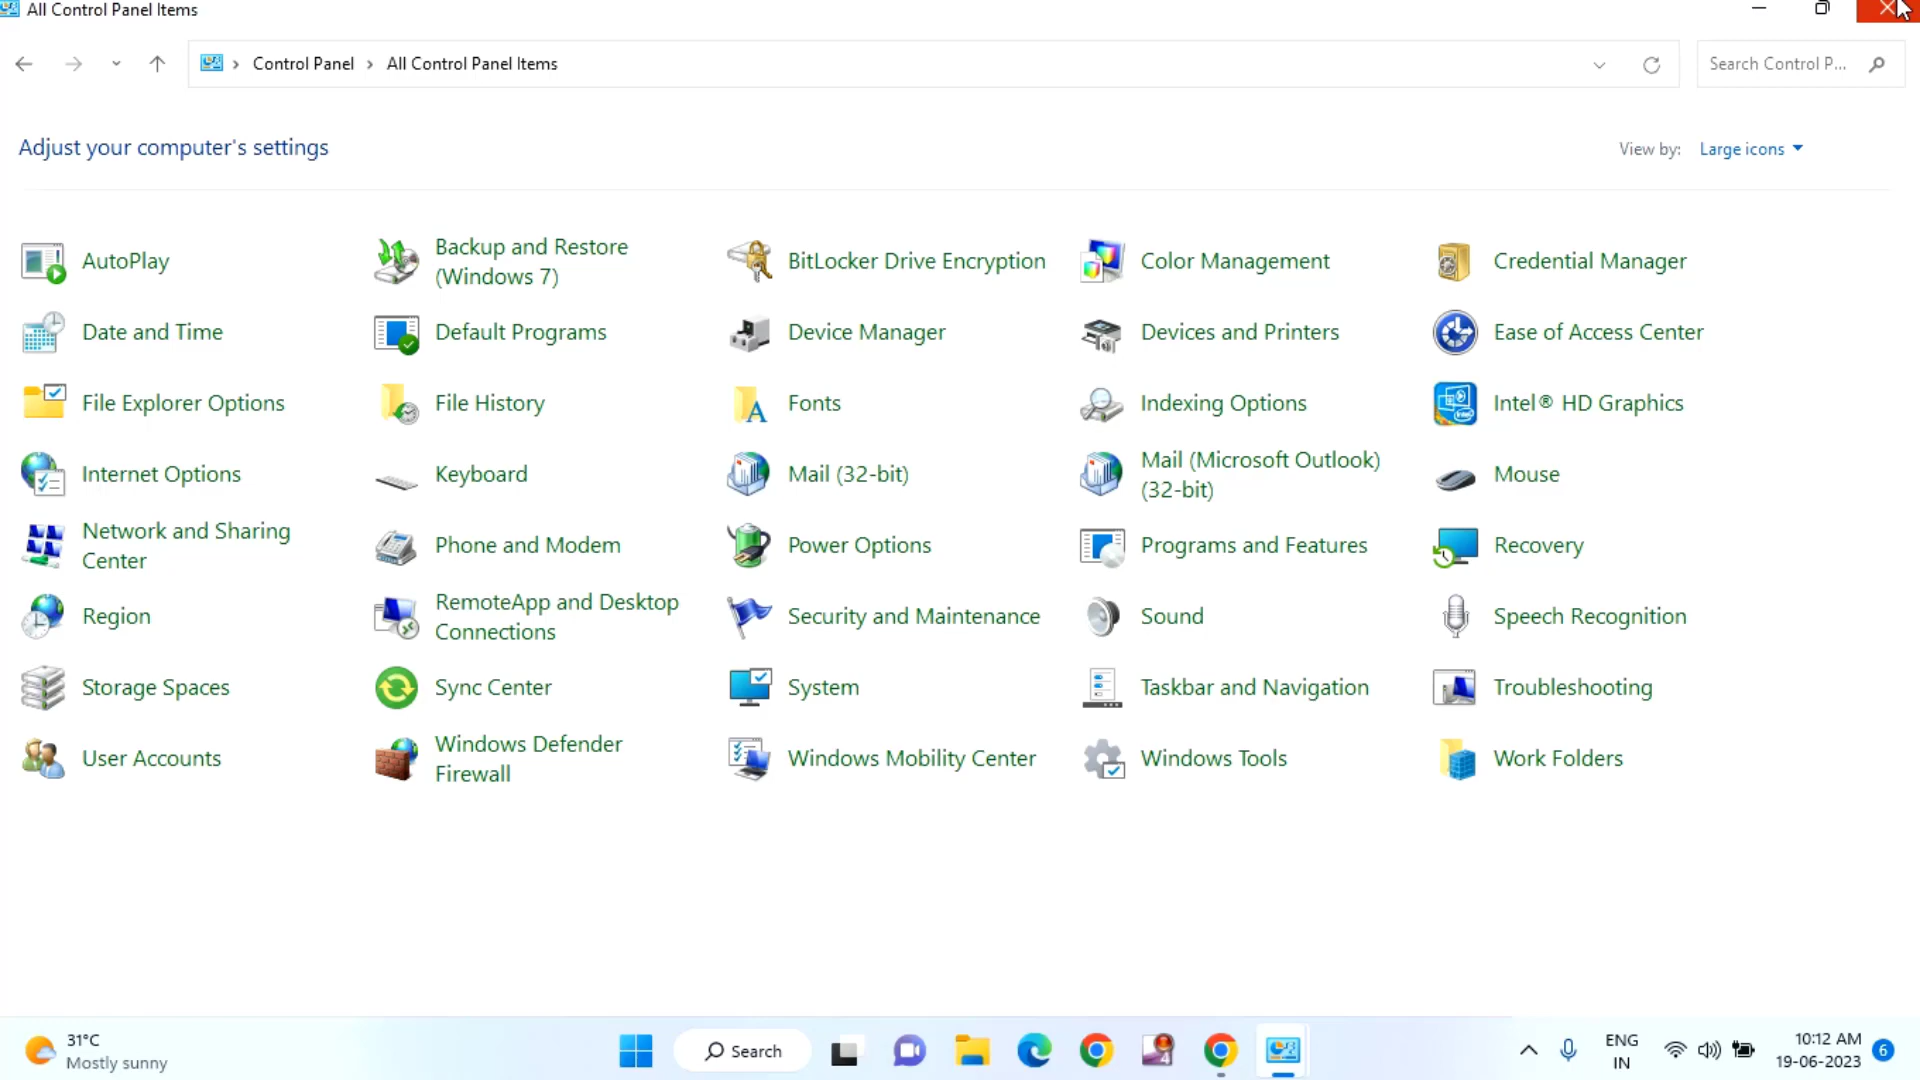 All Control Panel Items
Control Panel > All Control Panel Items
Search Control P...
Adjust your computer's settings
View by: Large icons
AutoPlay
Backup and Restore
(Windows 7)
BitLocker Drive Encryption
Color Management
Credential Manager
Date and Time
Default Programs
Device Manager
Devices and Printers
Ease of Access Center
File Explorer Options
File History
Fonts
Indexing Options
Intel® HD Graphics
Internet Options
Keyboard
Mail (32-bit)
Mail (Microsoft Outlook)
(32-bit)
Mouse
Network and Sharing
Center
Phone and Modem
Power Options
Programs and Features
Recovery
Region
RemoteApp and Desktop
Connections
Security and Maintenance
Sound
Speech Recognition
Storage Spaces
Sync Center
System
Taskbar and Navigation
Troubleshooting
User Accounts
Windows Defender
Firewall
Windows Mobility Center
Windows Tools
Work Folders
31°C
Mostly sunny
Search
ENG
IN
10:12 AM
19-06-2023
6